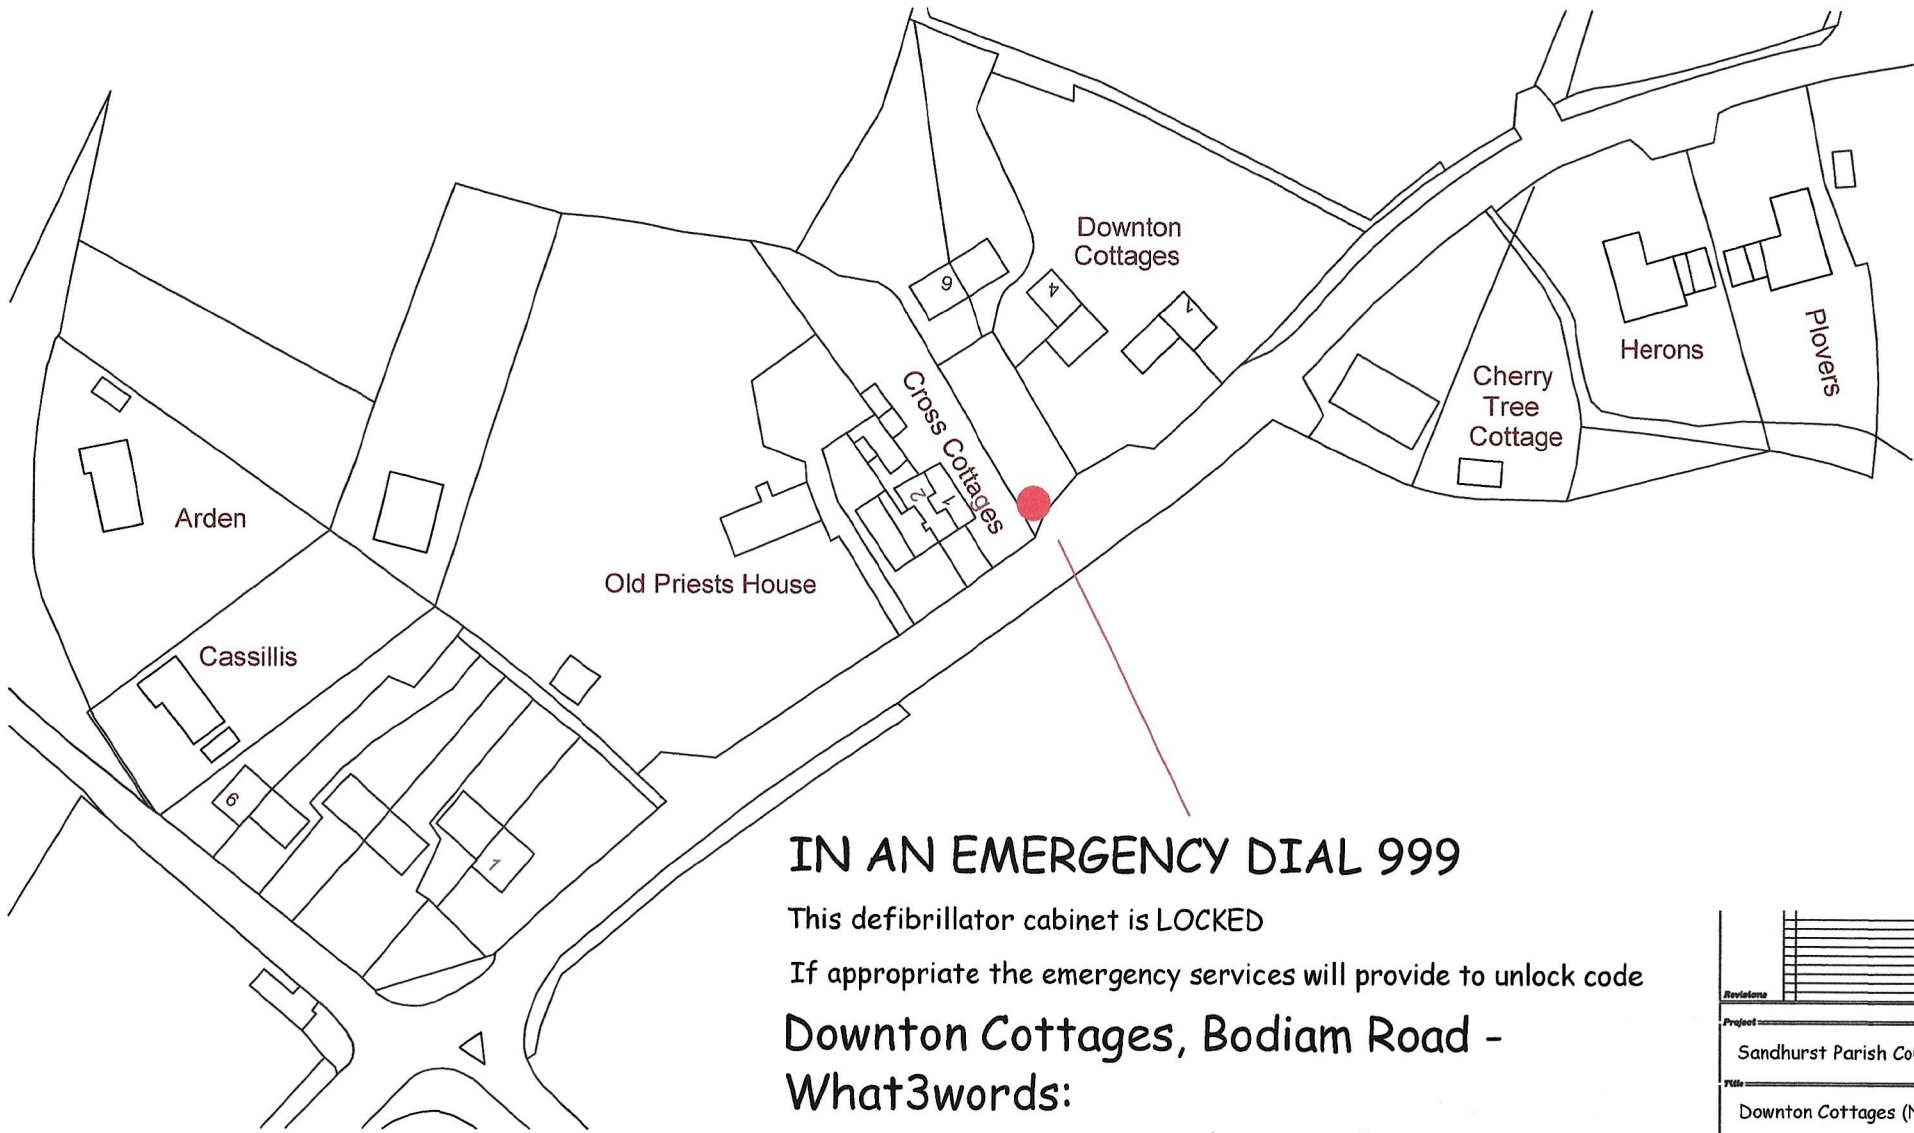 Downton
Cottages
6
4
1
Cross Cottages
2
1
Herons
Plovers
Cherry
Tree
Cottage
Arden
Old Priests House
Cassillis
6
1
IN AN EMERGENCY DIAL 999
This defibrillator cabinet is LOCKED
If appropriate the emergency services will provide to unlock code
Downton Cottages, Bodiam Road -
What3words:
Revisions
Project
Sandhurst Parish Co
Title
Downton Cottages (N